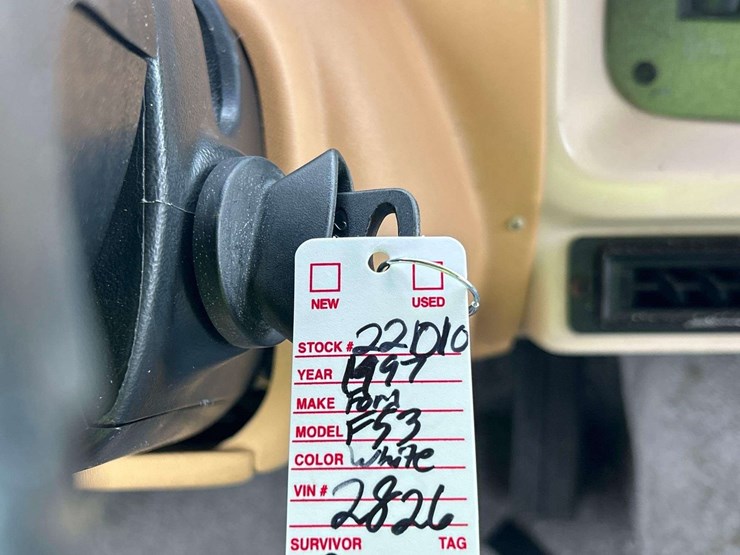 NEW USED
STOCK # 221010
YEAR 1997
MAKE Ford
MODEL F53
COLOR White
VIN # 2826
SURVIVOR TAG